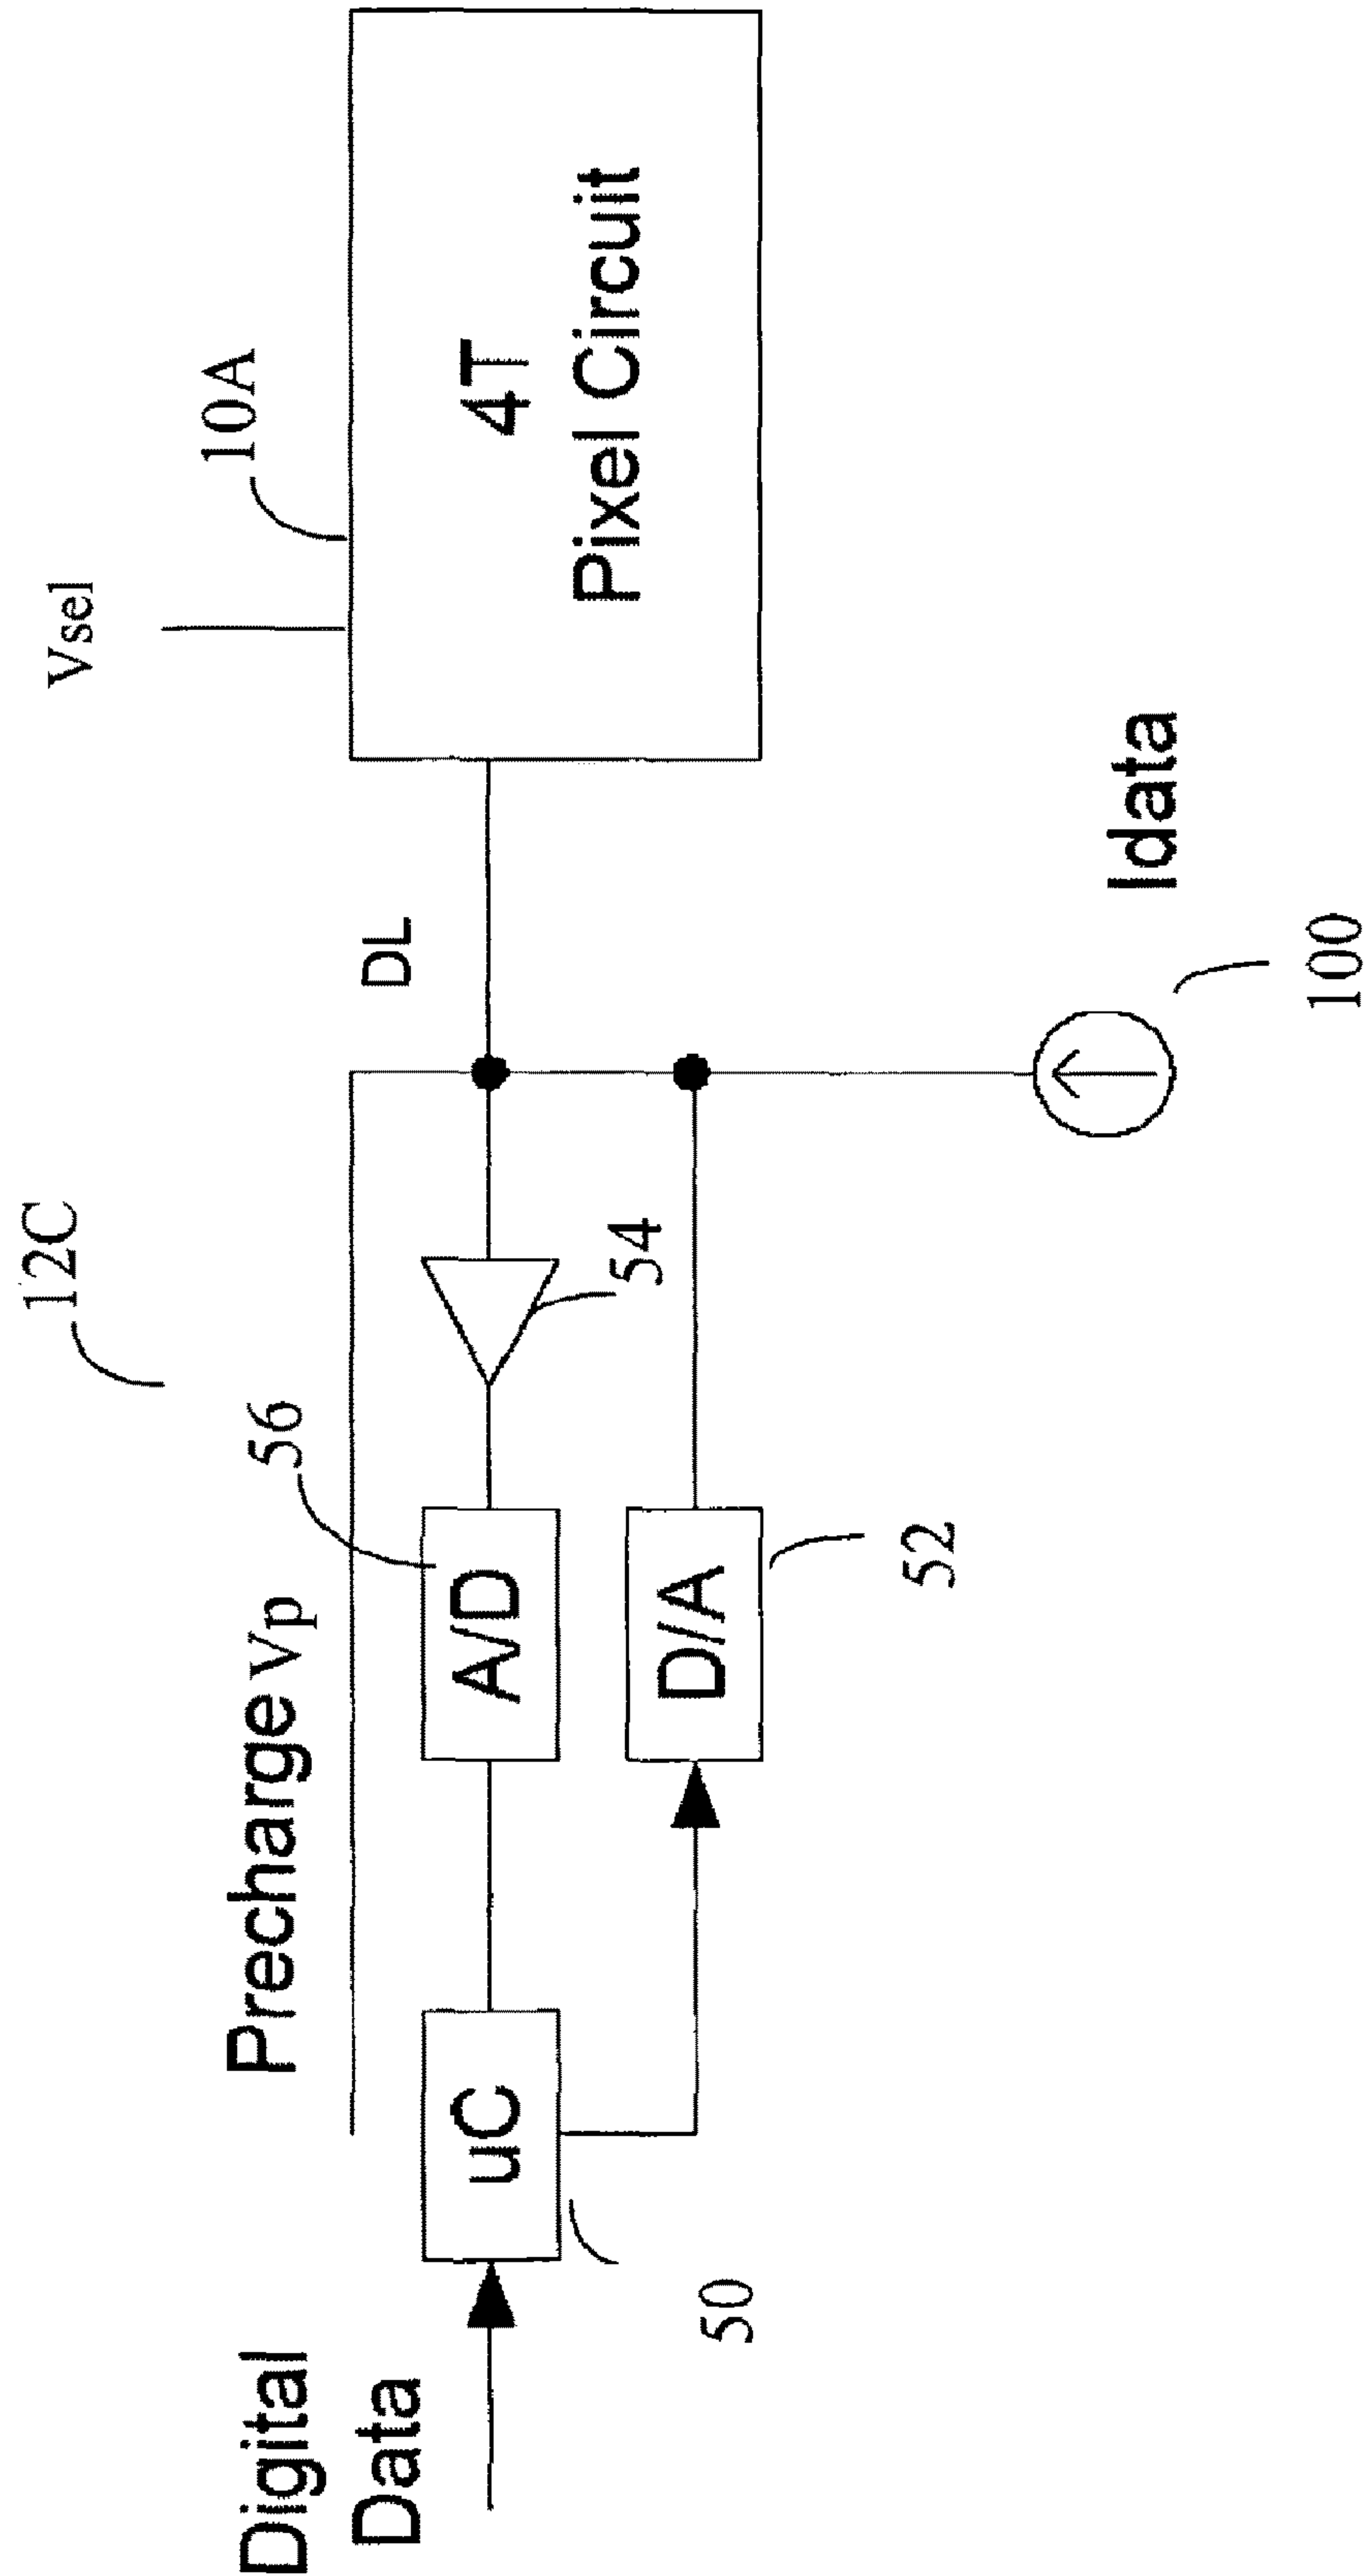 12C
Vsel
10A
Digital
Data
Precharge Vp
56
DL
4T
Pixel Circuit
uC
A/D
54
50
D/A
52
Idata
100